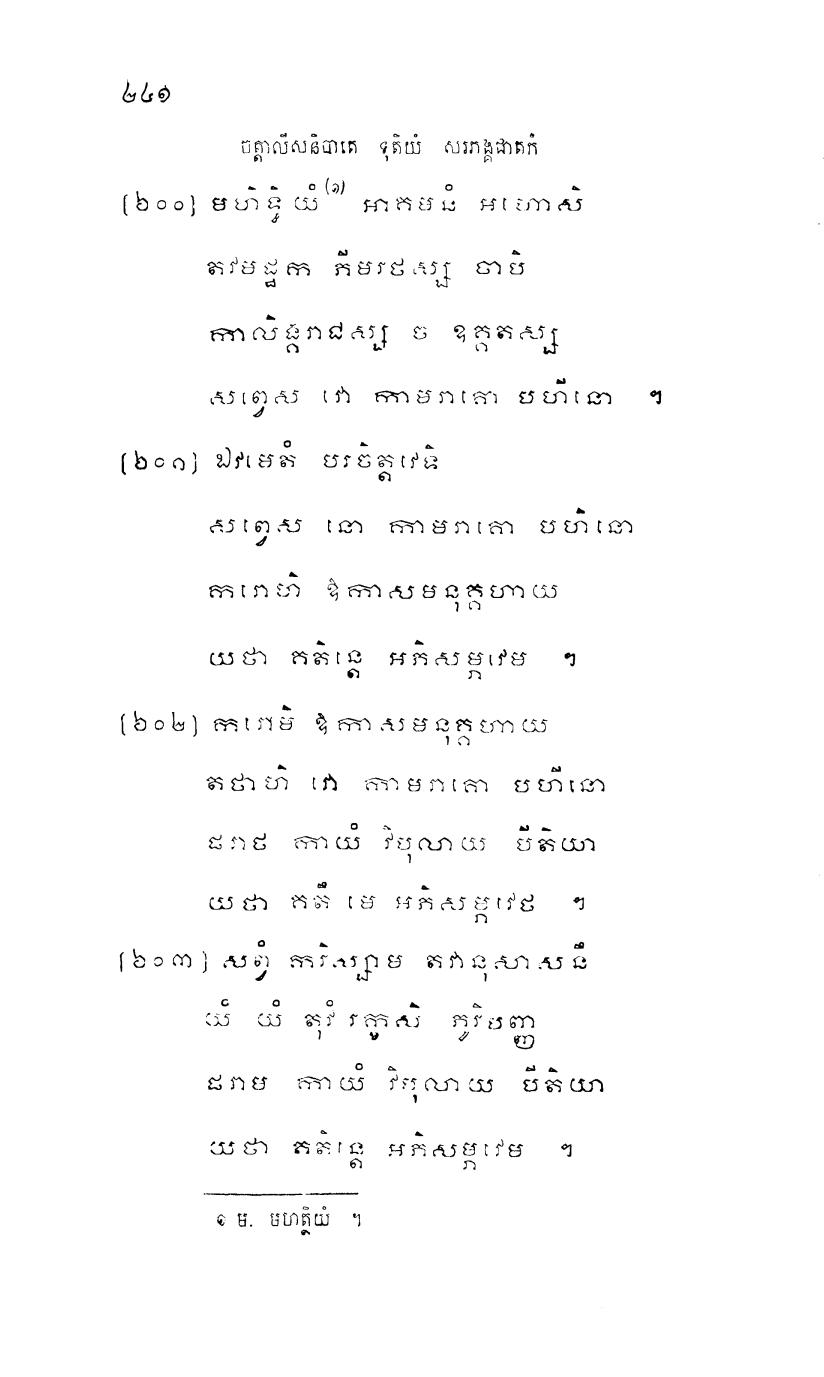 ២៤១
ចត្តាលីសនិបាតេ ទុតិយំ សរភង្គជាតកំ
[៦០០] មហិទ្ធិយំ(១) អាគមនំ អហោសិ
តវមដ្ឋក ភីមរថស្ស ចាបិ
កាលិង្គរាជស្ស ច ឧគ្គតស្ស
សព្វេស វោ កាមរាគោ បហីនោ ។
[៦០១] ឯវមេតំ បរចិត្តវេទិ
សព្វេស នោ កាមរាគោ បហីនោ
ករោហិ ឱកាសមនុគ្គហាយ
យថា គតិន្តេ អភិសម្ភវេម ។
[៦០២] ករោមិ ឱកាសមនុគ្គហាយ
តថាហិ វោ កាមរាគោ បហីនោ
ផរាថ កាយំ វិបុលាយ បីតិយា
យថា គតឹ មេ អភិសម្ភវេថ ។
[៦០៣] សព្វំ ករិស្សាម តវានុសាសនឹ
យំ យំ តុវំ វក្ខសិ ភូរិបញ្ញ
ផរាម កាយំ វិបុលាយ បីតិយា
យថា គតិន្តេ អភិសម្ភវេម ។
១ ម. មហត្ថិយំ ។